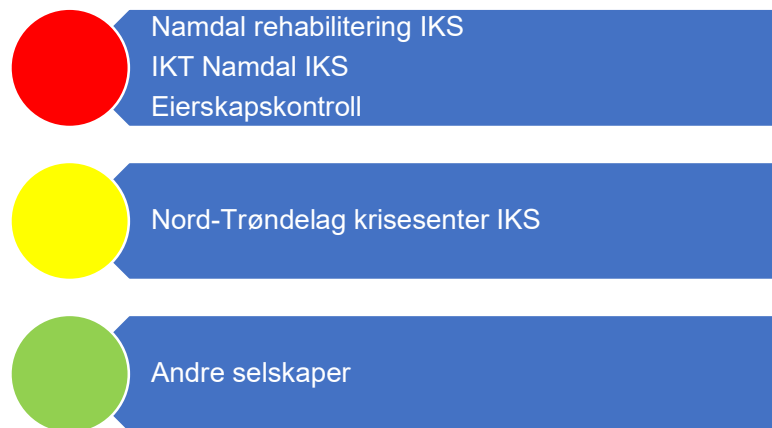 Namdal rehabilitering IKS
IKT Namdal IKS
Eierskapskontroll
Nord-Trøndelag krisesenter IKS
Andre selskaper